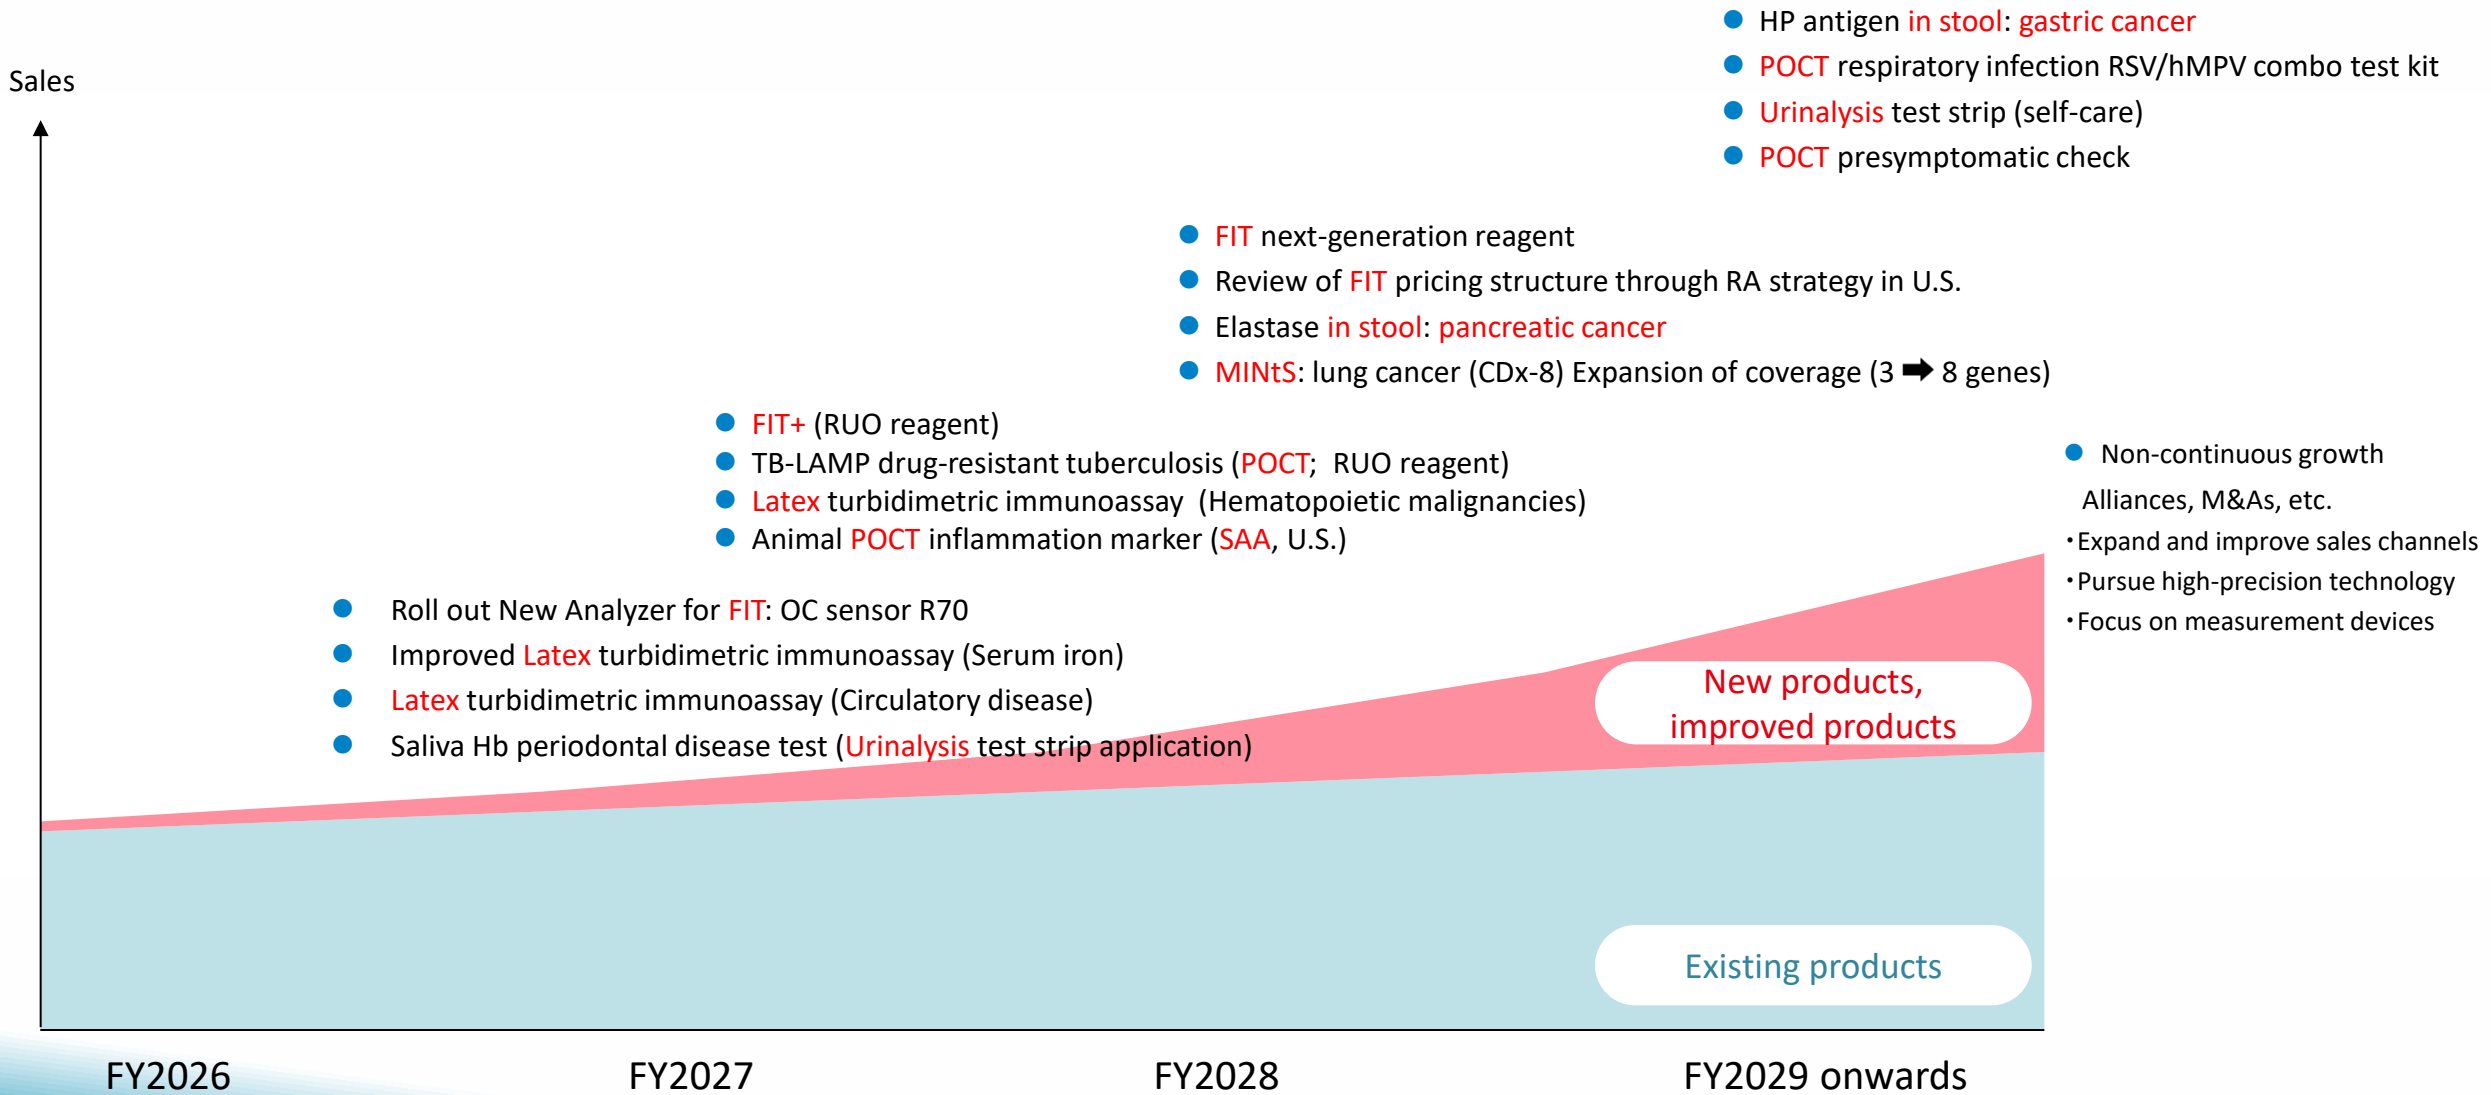 ● HP antigen in stool: gastric cancer
● POCT respiratory infection RSV/hMPV combo test kit
● Urinalysis test strip (self-care)
● POCT presymptomatic check
Sales
● FIT next-generation reagent
● Review of FIT pricing structure through RA strategy in U.S.
● Elastase in stool: pancreatic cancer
● MINtS: lung cancer (CDx-8) Expansion of coverage (3 ➡ 8 genes)
● FIT+ (RUO reagent)
● TB-LAMP drug-resistant tuberculosis (POCT; RUO reagent)
● Latex turbidimetric immunoassay (Hematopoietic malignancies)
● Animal POCT inflammation marker (SAA, U.S.)
● Non-continuous growth
Alliances, M&As, etc.
・Expand and improve sales channels
・Pursue high-precision technology
・Focus on measurement devices
● Roll out New Analyzer for FIT: OC sensor R70
● Improved Latex turbidimetric immunoassay (Serum iron)
● Latex turbidimetric immunoassay (Circulatory disease)
● Saliva Hb periodontal disease test (Urinalysis test strip application)
New products,
improved products
Existing products
FY2026
FY2027
FY2028
FY2029 onwards